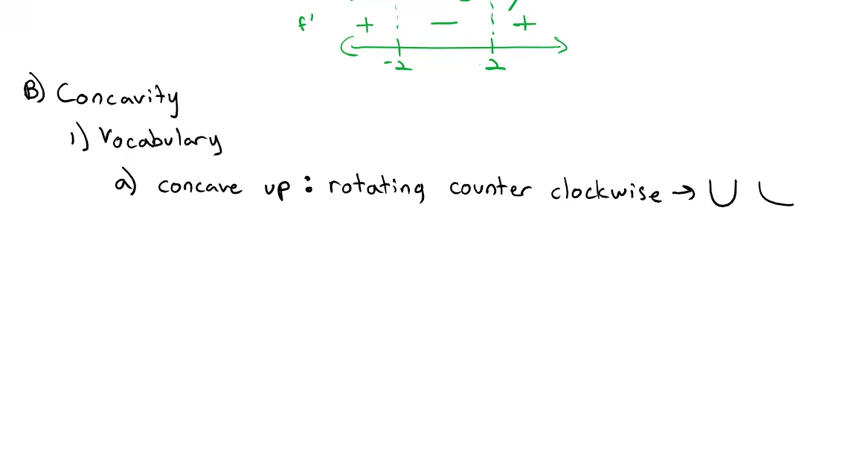 f' + − +
-2 2
B) Concavity
1) Vocabulary
a) concave up : rotating counter clockwise → ∪